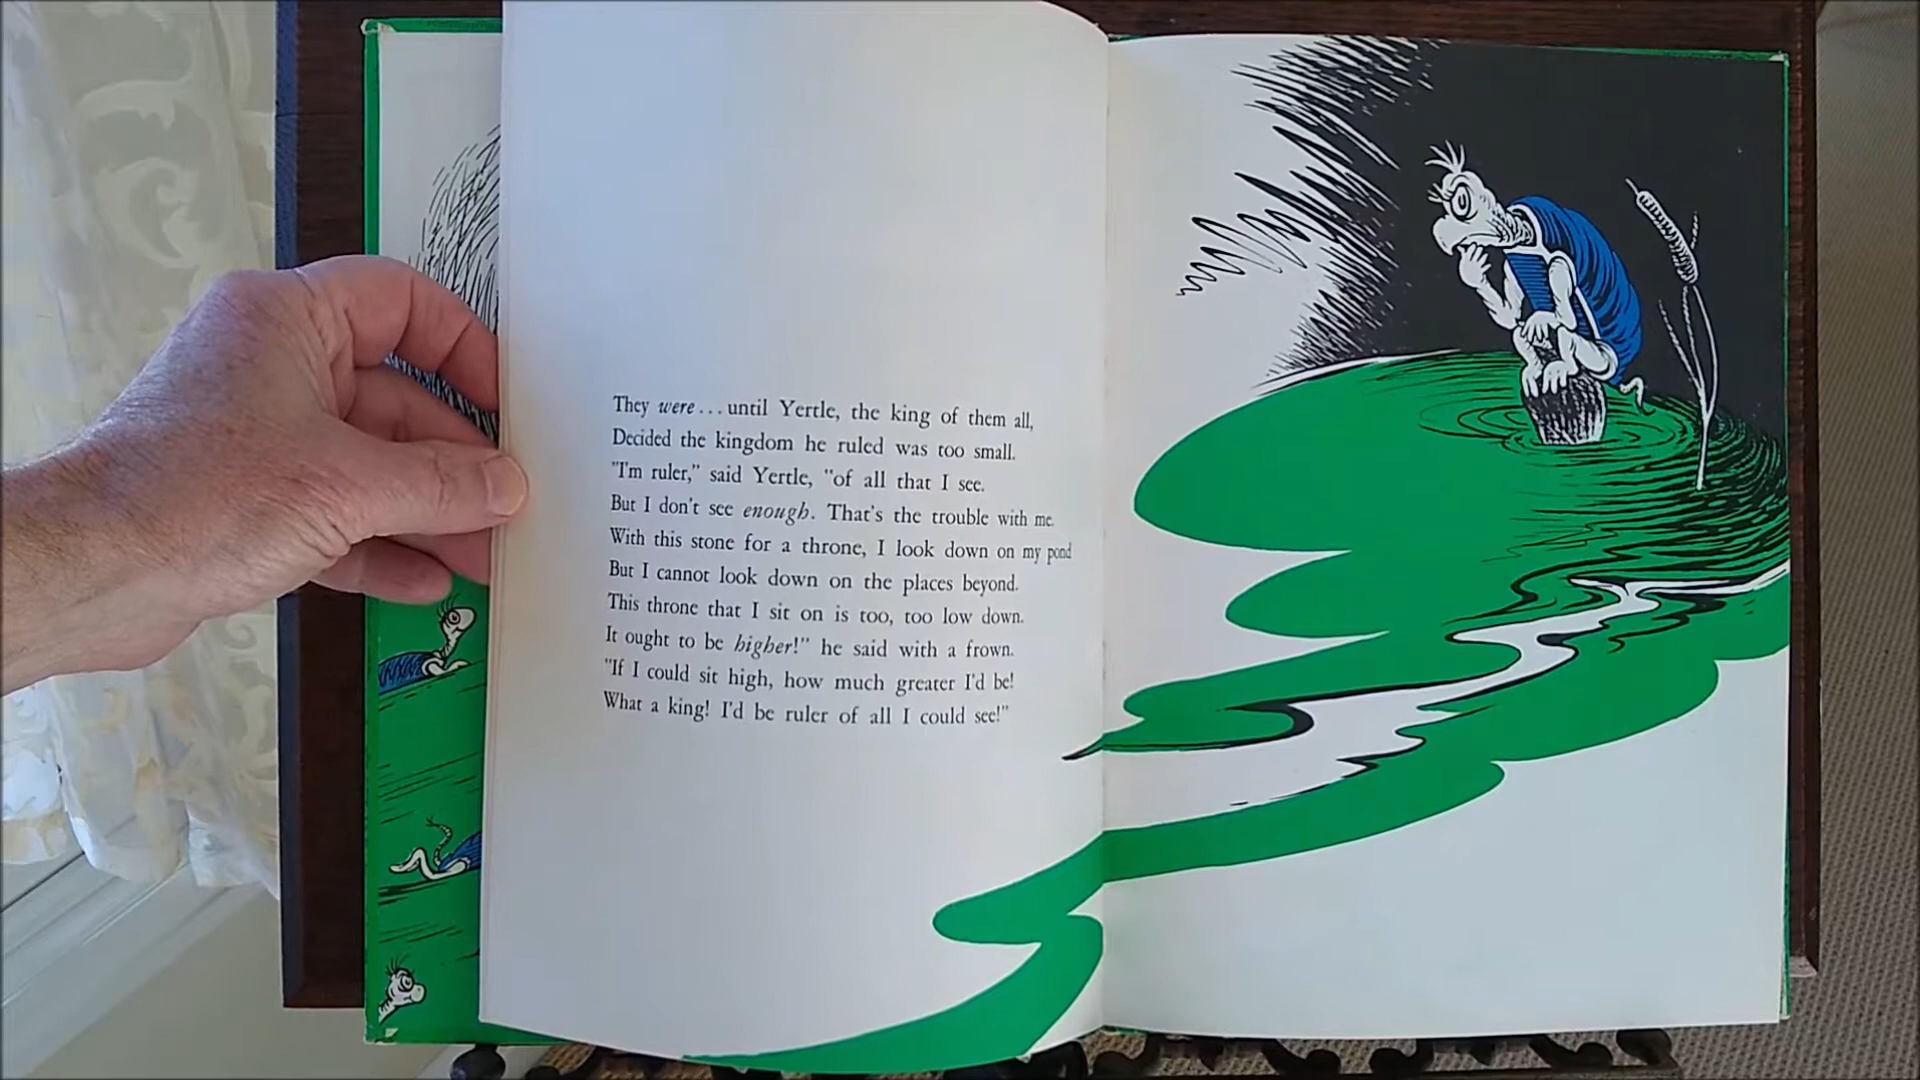 They were... until Yertle, the king of them all,
Decided the kingdom he ruled was too small.
"I'm ruler," said Yertle, "of all that I see.
But I don't see enough. That's the trouble with me.
With this stone for a throne, I look down on my pond
But I cannot look down on the places beyond.
This throne that I sit on is too, too low down.
It ought to be higher!" he said with a frown.
"If I could sit high, how much greater I'd be!
What a king! I'd be ruler of all I could see!"